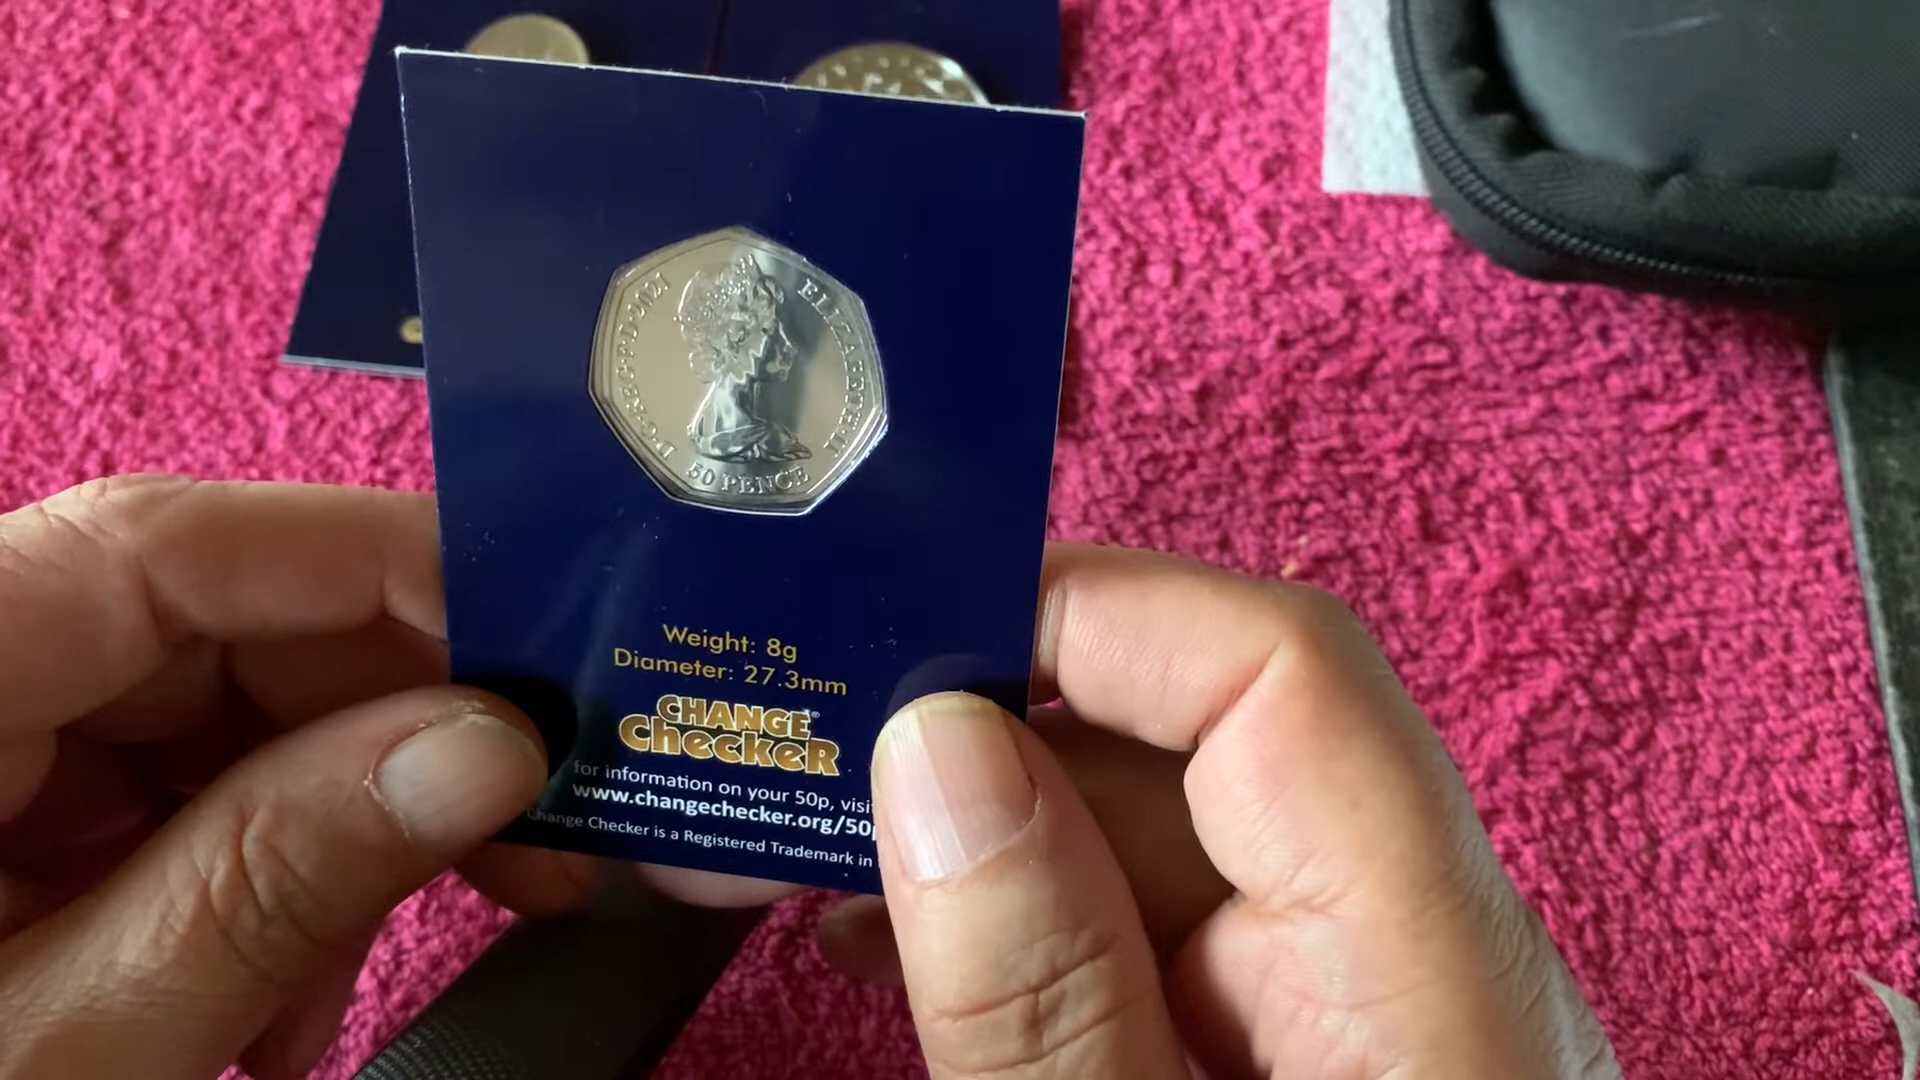 D·G·REG·F·D·2021
ELIZABETH·II
50 PENCE
Weight: 8g
Diameter: 27.3mm
CHANGE®
CHECKER
for information on your 50p, visi
www.changechecker.org/50p
Change Checker is a Registered Trademark in